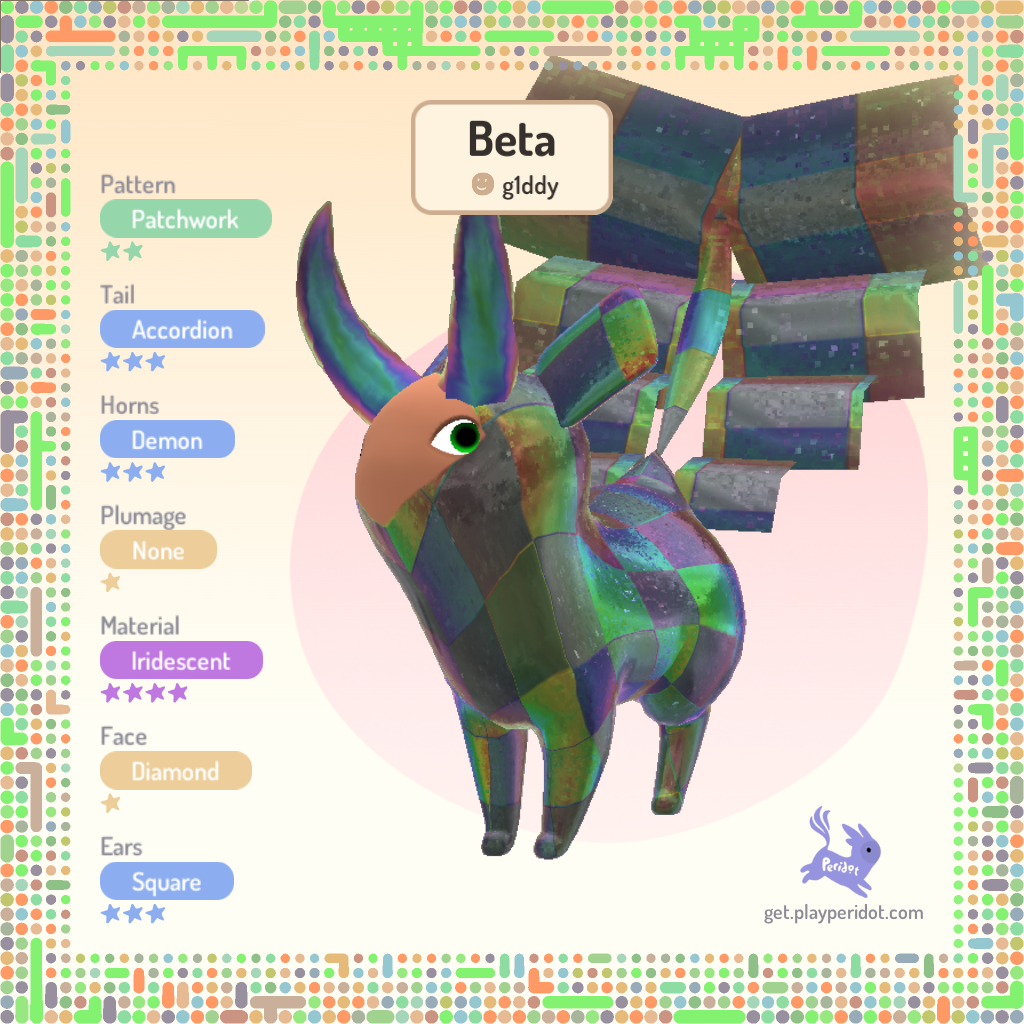 Beta
g1ddy
Pattern
Patchwork
Tail
Accordion
Horns
Demon
Plumage
None
Material
Iridescent
Face
Diamond
Ears
Square
Peridot
get.playperidot.com